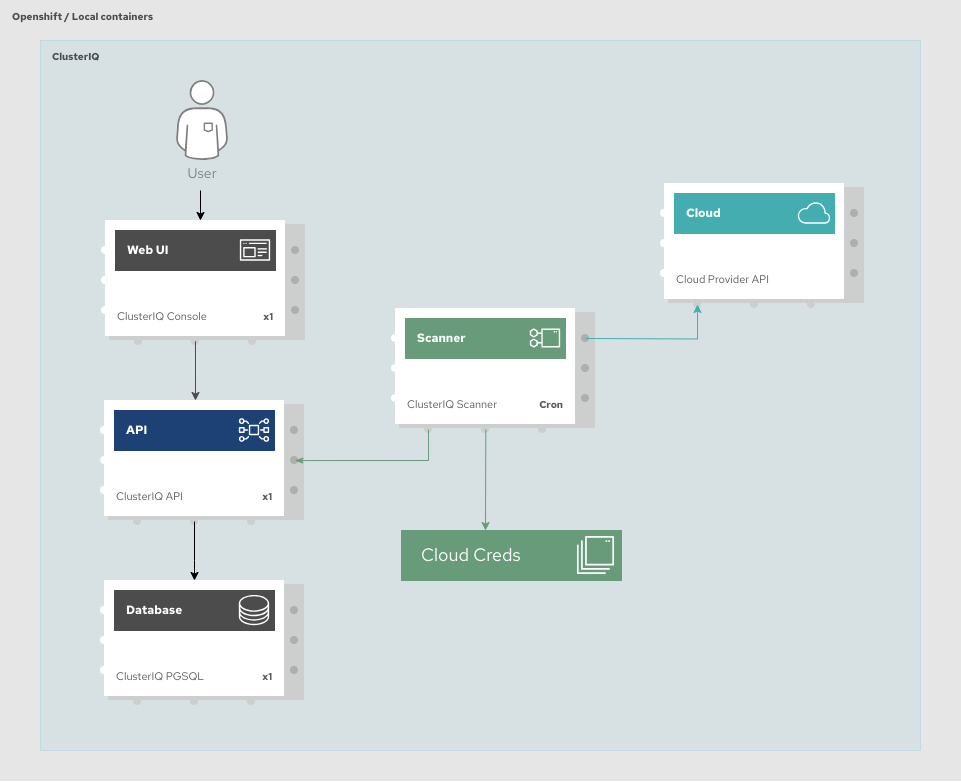 Openshift / Local containers
ClusterIQ
User
Web UI
ClusterIQ Console x1
API
ClusterIQ API x1
Database
ClusterIQ PGSQL x1
Scanner
ClusterIQ Scanner Cron
Cloud Creds
Cloud
Cloud Provider API